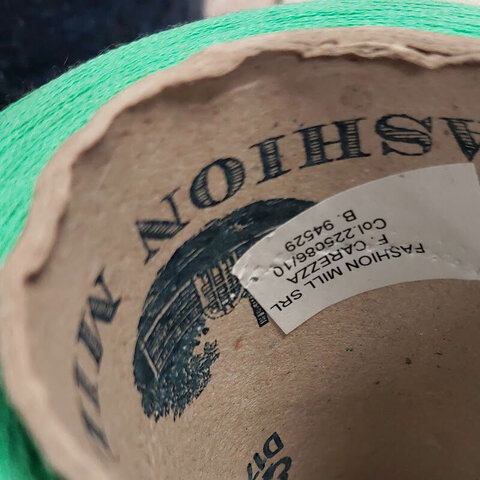 FASHION MILL
FASHION MILL SRL
F. CAREZZA
Col.225086/10
B. 94529